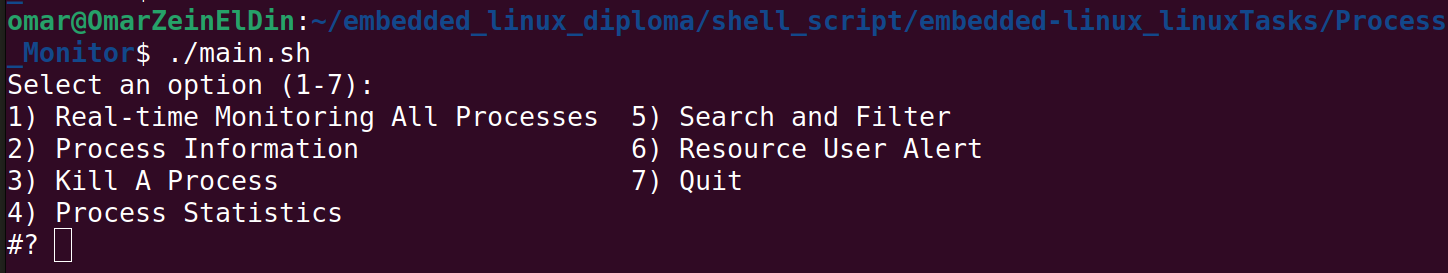 omar@OmarZeinElDin:~/embedded_linux_diploma/shell_script/embedded-linux_linuxTasks/Process
_Monitor$ ./main.sh
Select an option (1-7):
1) Real-time Monitoring All Processes  5) Search and Filter
2) Process Information                 6) Resource User Alert
3) Kill A Process                      7) Quit
4) Process Statistics
#?